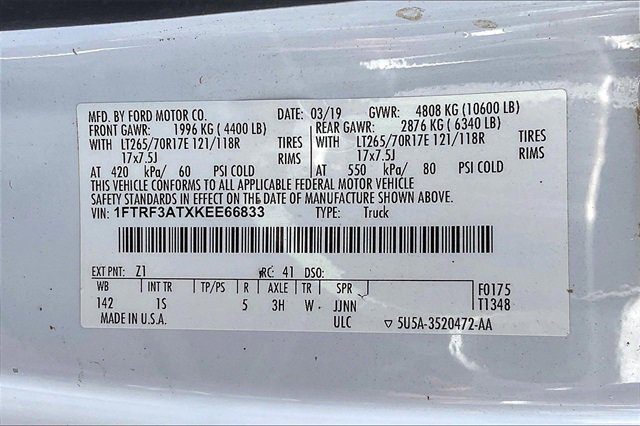 MFD. BY FORD MOTOR CO. DATE: 03/19 GVWR: 4808 KG (10600 LB)
FRONT GAWR: 1996 KG ( 4400 LB) REAR GAWR: 2876 KG ( 6340 LB)
WITH LT265/70R17E 121/118R TIRES WITH LT265/70R17E 121/118R TIRES
17x7.5J RIMS 17x7.5J RIMS
AT 420 kPa/ 60 PSI COLD AT 550 kPa/ 80 PSI COLD
THIS VEHICLE CONFORMS TO ALL APPLICABLE FEDERAL MOTOR VEHICLE
SAFETY STANDARDS IN EFFECT ON THE DATE OF MANUFACTURE SHOWN ABOVE.
VIN: 1FTRF3ATXKEE66833 TYPE: Truck
EXT PNT: Z1 RC: 41 DSO:
WB INT TR TP/PS R AXLE TR SPR F0175
142 1S 5 3H W JJNN T1348
MADE IN U.S.A. ULC ▽ 5U5A-3520472-AA